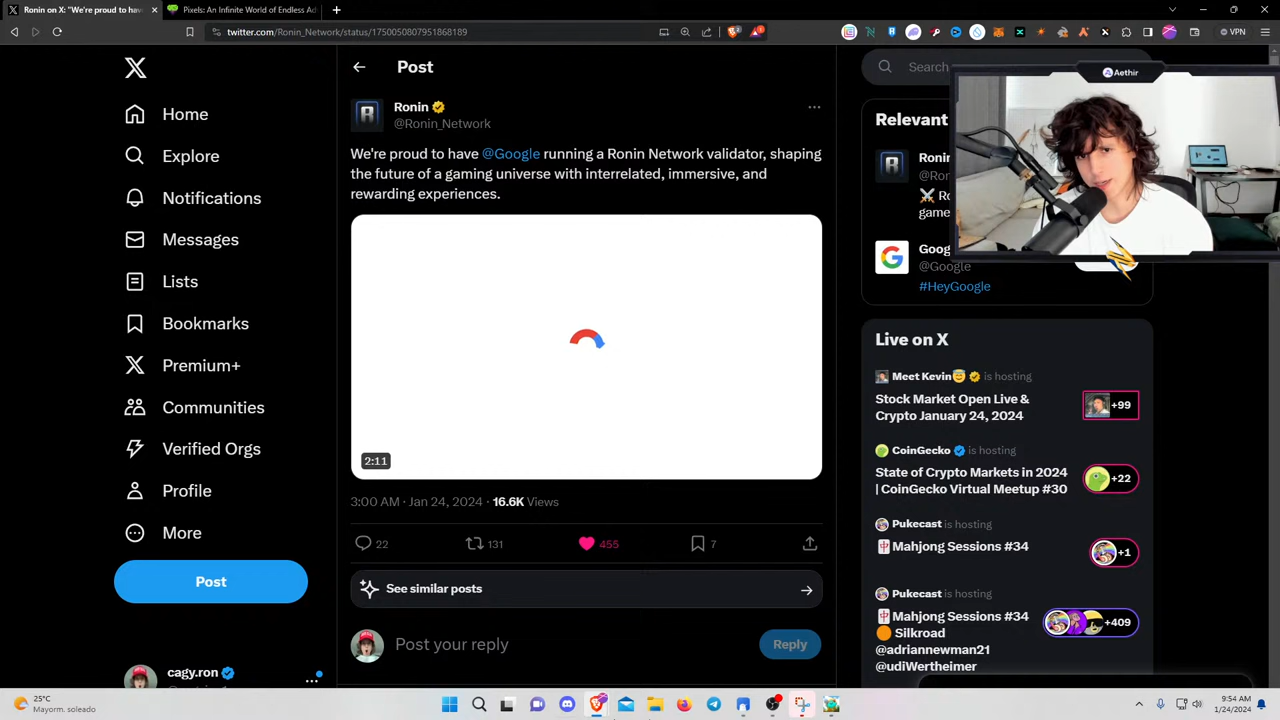 Ronin on X: "We're proud to hav
Pixels: An Infinite World of Endless Ad
twitter.com/Ronin_Network/status/1750050807951868189
VPN
Home
Explore
Notifications
Messages
Lists
Bookmarks
Premium+
Communities
Verified Orgs
Profile
More
Post
cagy.ron
Post
Ronin
@Ronin_Network
We're proud to have @Google running a Ronin Network validator, shaping
the future of a gaming universe with interrelated, immersive, and
rewarding experiences.
2:11
3:00 AM · Jan 24, 2024 · 16.6K Views
22 131 455 7
See similar posts
Post your reply
Reply
Search
Aethir
Relevant
Ronin
@Ron
Ro
game
Goog
@Google
#HeyGoogle
Live on X
Meet Kevin is hosting
Stock Market Open Live &
Crypto January 24, 2024
+99
CoinGecko is hosting
State of Crypto Markets in 2024
| CoinGecko Virtual Meetup #30
+22
Pukecast is hosting
Mahjong Sessions #34
+1
Pukecast is hosting
Mahjong Sessions #34
Silkroad
@adriannewman21
@udiWertheimer
+409
25°C
Mayorm. soleado
9:54 AM
1/24/2024